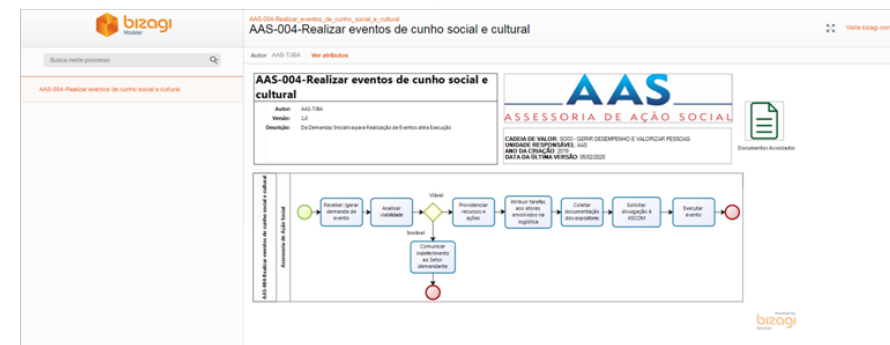 bizagi
Modeler
Busca neste processo
AAS-004-Realizar eventos de cunho social e cultural
AAS-004-Realizar_eventos_de_cunho_social_e_cultural
AAS-004-Realizar eventos de cunho social e cultural
Autor AAS-TJBA Ver atributos
Visite bizagi.com
AAS-004-Realizar eventos de cunho social e
cultural
Autor: AAS-TJBA
Versão: 1.0
Descrição: Da Demanda/Iniciativa para Realização de Eventos até a Execução
AAS
ASSESSORIA DE AÇÃO SOCIAL
CADEIA DE VALOR: SD03 - GERIR DESEMPENHO E VALORIZAR PESSOAS
UNIDADE RESPONSÁVEL: AAS
ANO DA CRIAÇÃO: 2019
DATA DA ÚLTIMA VERSÃO: 05/02/2020
Documentos Associados
AAS-004-Realizar eventos de cunho social e cultural
Assessoria de Ação Social
Receber /gerar
demanda de
evento
Analisar
viabilidade
Viável
Inviável
Comunicar
indeferimento
ao Setor
demandante
Providenciar
recursos e
ações
Atribuir tarefas
aos atores
envolvidos na
logística
Coletar
documentação
dos expositores
Solicitar
divulgação à
ASCOM
Executar
evento
Powered by
bizagi
Modeler